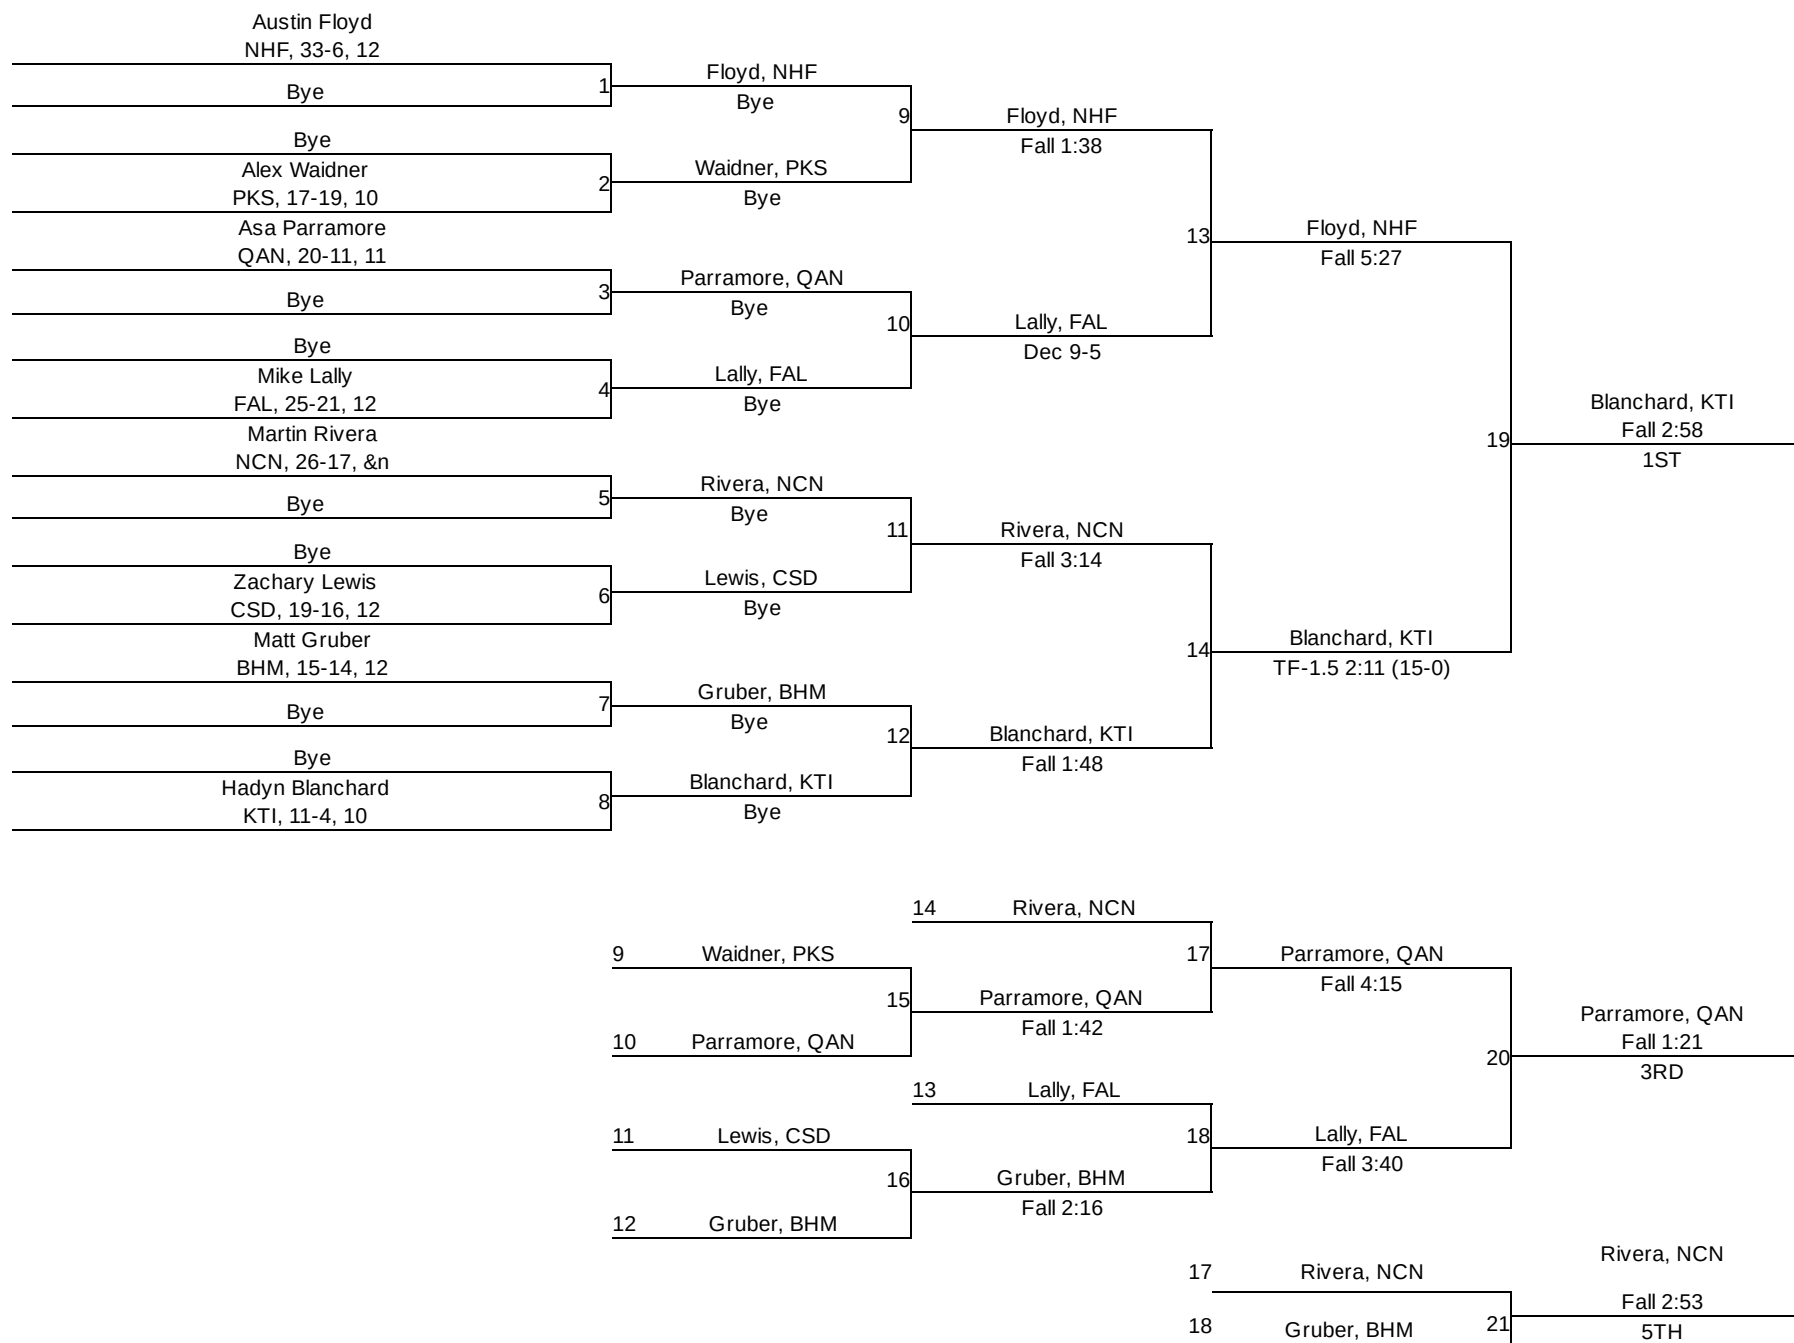 Austin Floyd
NHF, 33-6, 12
Bye
1
Floyd, NHF
Bye
9
Bye
Alex Waidner
PKS, 17-19, 10
2
Waidner, PKS
Bye
Floyd, NHF
Fall 1:38
13
Asa Parramore
QAN, 20-11, 11
Bye
3
Parramore, QAN
Bye
10
Bye
Mike Lally
FAL, 25-21, 12
4
Lally, FAL
Bye
Lally, FAL
Dec 9-5
Floyd, NHF
Fall 5:27
19
Martin Rivera
NCN, 26-17, &n
Bye
5
Rivera, NCN
Bye
11
Bye
Zachary Lewis
CSD, 19-16, 12
6
Lewis, CSD
Bye
Rivera, NCN
Fall 3:14
14
Matt Gruber
BHM, 15-14, 12
Bye
7
Gruber, BHM
Bye
12
Bye
Hadyn Blanchard
KTI, 11-4, 10
8
Blanchard, KTI
Bye
Blanchard, KTI
Fall 1:48
Blanchard, KTI
TF-1.5 2:11 (15-0)
Blanchard, KTI
Fall 2:58
1ST
14
Rivera, NCN
9
Waidner, PKS
15
10
Parramore, QAN
Parramore, QAN
Fall 1:42
17
Parramore, QAN
Fall 4:15
20
13
Lally, FAL
11
Lewis, CSD
16
12
Gruber, BHM
Gruber, BHM
Fall 2:16
18
Lally, FAL
Fall 3:40
Parramore, QAN
Fall 1:21
3RD
17
Rivera, NCN
18
Gruber, BHM
21
Rivera, NCN
Fall 2:53
5TH